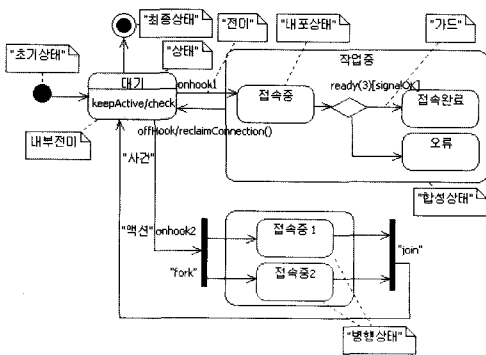 "최종상태"
"상태"
"전미"
"내포상태"
"가드"
"초기상태"
작업중
대기
onhook1
keepActive/check
접속중
ready(3)[signalOK]
접속완료
offHook/reclaimConnection()
오류
내부전미
"사건"
"합성상태"
"액션"
onhook2
접속중1
"join"
"fork"
접속중2
"병행상태"